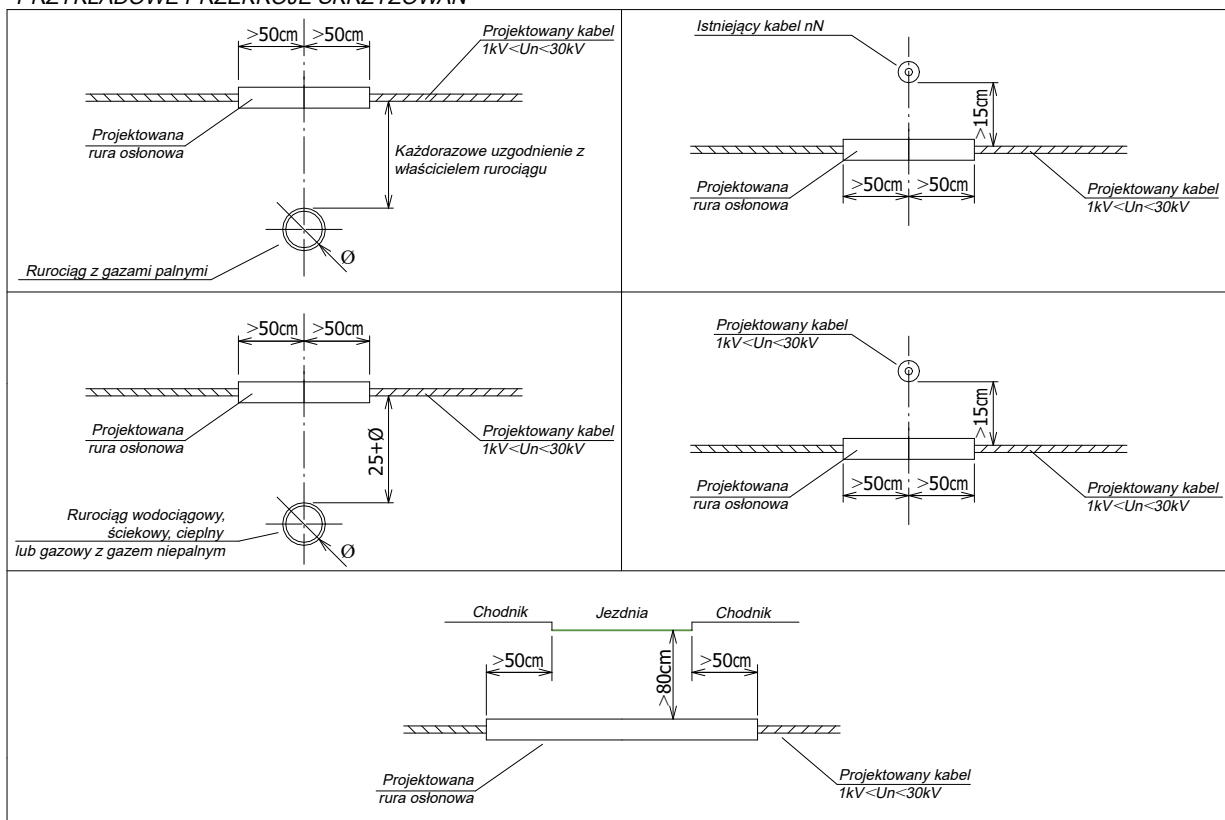 PRZYKŁADOWE PRZEKROJE SKRZYŻOWAŃ
>50cm >50cm
Projektowany kabel
1kV<Un<30kV
Projektowana
rura osłonowa
Każdorazowe uzgodnienie z
właścicielem rurociągu
Rurociąg z gazami palnymi
Ø
Istniejący kabel nN
>15cm
Projektowana
rura osłonowa
>50cm >50cm
Projektowany kabel
1kV<Un<30kV
>50cm >50cm
Projektowana
rura osłonowa
25+Ø
Projektowany kabel
1kV<Un<30kV
Rurociąg wodociągowy,
ściekowy, cieplny
lub gazowy z gazem niepalnym
Ø
Projektowany kabel
1kV<Un<30kV
>15cm
Projektowana
rura osłonowa
>50cm >50cm
Projektowany kabel
1kV<Un<30kV
Chodnik Jezdnia Chodnik
>50cm >80cm >50cm
Projektowana
rura osłonowa
Projektowany kabel
1kV<Un<30kV